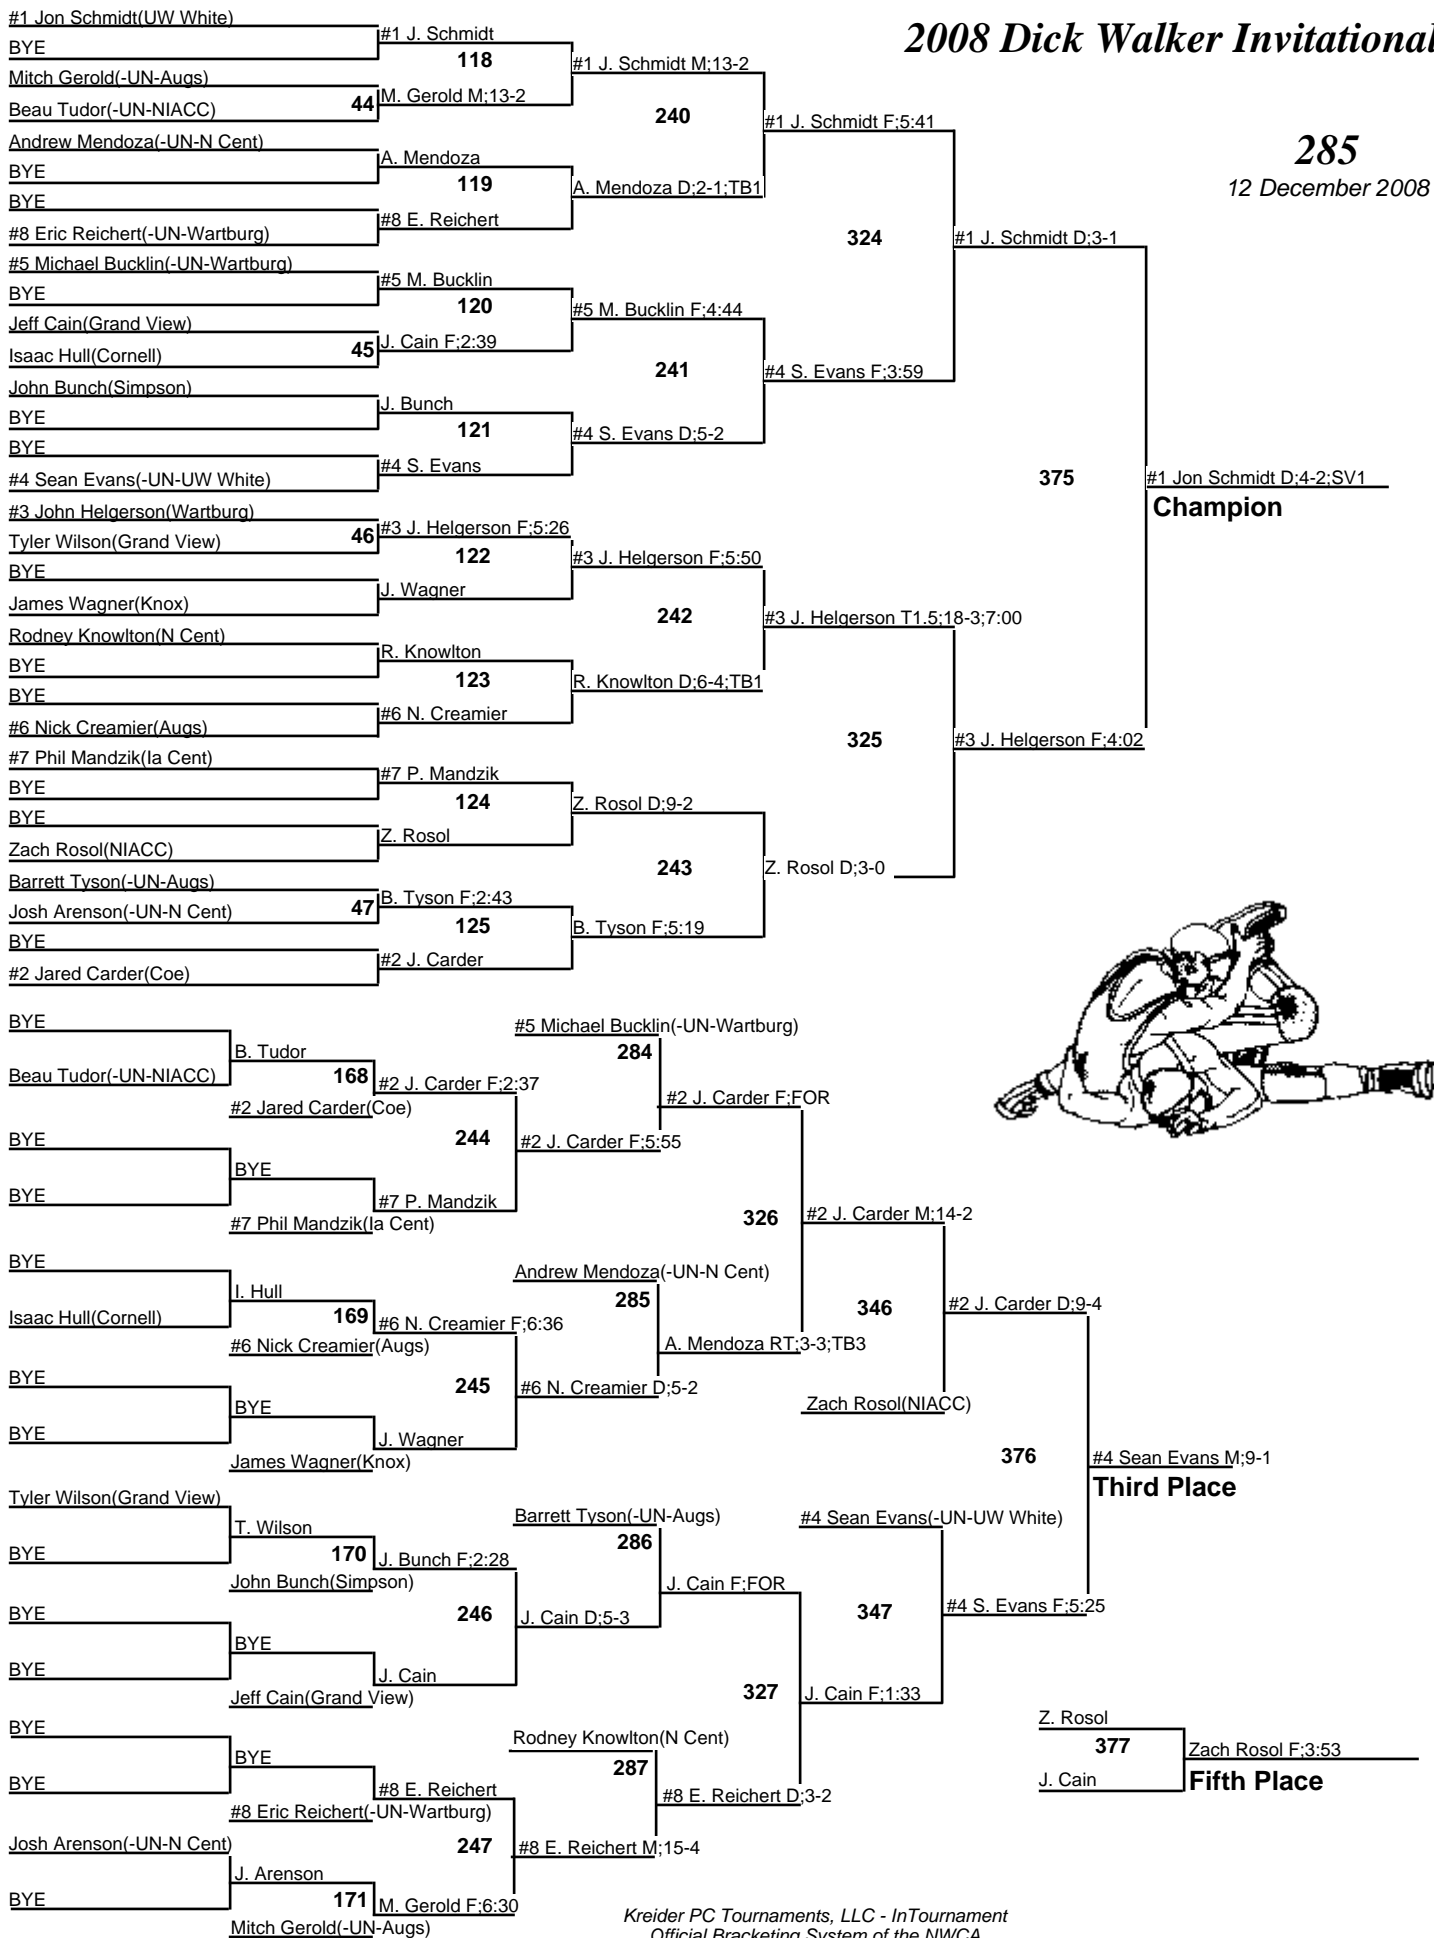 2008 Dick Walker Invitational
285
12 December 2008
#1 Jon Schmidt(UW White)
BYE
Mitch Gerold(-UN-Augs)
Beau Tudor(-UN-NIACC)
Andrew Mendoza(-UN-N Cent)
BYE
BYE
#8 Eric Reichert(-UN-Wartburg)
#5 Michael Bucklin(-UN-Wartburg)
BYE
Jeff Cain(Grand View)
Isaac Hull(Cornell)
John Bunch(Simpson)
BYE
BYE
#4 Sean Evans(-UN-UW White)
#3 John Helgerson(Wartburg)
Tyler Wilson(Grand View)
BYE
James Wagner(Knox)
Rodney Knowlton(N Cent)
BYE
BYE
#6 Nick Creamier(Augs)
#7 Phil Mandzik(Ia Cent)
BYE
BYE
Zach Rosol(NIACC)
Barrett Tyson(-UN-Augs)
Josh Arenson(-UN-N Cent)
BYE
#2 Jared Carder(Coe)
#1 J. Schmidt
118
44
M. Gerold M;13-2
A. Mendoza
119
#8 E. Reichert
#5 M. Bucklin
120
45
J. Cain F;2:39
J. Bunch
121
#4 S. Evans
46
#3 J. Helgerson F;5:26
122
J. Wagner
R. Knowlton
123
#6 N. Creamier
#7 P. Mandzik
124
Z. Rosol
47
B. Tyson F;2:43
125
#2 J. Carder
#1 J. Schmidt M;13-2
240
A. Mendoza D;2-1;TB1
#5 M. Bucklin F;4:44
241
#4 S. Evans D;5-2
#3 J. Helgerson F;5:50
242
R. Knowlton D;6-4;TB1
Z. Rosol D;9-2
243
B. Tyson F;5:19
#1 J. Schmidt F;5:41
324
#4 S. Evans F;3:59
#3 J. Helgerson T1.5;18-3;7:00
325
Z. Rosol D;3-0
#1 J. Schmidt D;3-1
375
#3 J. Helgerson F;4:02
#1 Jon Schmidt D;4-2;SV1
Champion
BYE
Beau Tudor(-UN-NIACC)
BYE
BYE
BYE
Isaac Hull(Cornell)
BYE
BYE
Tyler Wilson(Grand View)
BYE
BYE
BYE
BYE
BYE
Josh Arenson(-UN-N Cent)
BYE
B. Tudor
168
#2 Jared Carder(Coe)
BYE
#7 Phil Mandzik(Ia Cent)
I. Hull
169
#6 Nick Creamier(Augs)
BYE
James Wagner(Knox)
T. Wilson
170
John Bunch(Simpson)
BYE
Jeff Cain(Grand View)
BYE
#8 Eric Reichert(-UN-Wartburg)
J. Arenson
171
Mitch Gerold(-UN-Augs)
#2 J. Carder F;2:37
244
#7 P. Mandzik
#6 N. Creamier F;6:36
245
J. Wagner
J. Bunch F;2:28
246
J. Cain
#8 E. Reichert
247
M. Gerold F;6:30
#5 Michael Bucklin(-UN-Wartburg)
284
#2 J. Carder F;5:55
Andrew Mendoza(-UN-N Cent)
285
#6 N. Creamier D;5-2
Barrett Tyson(-UN-Augs)
286
J. Cain D;5-3
Rodney Knowlton(N Cent)
287
#8 E. Reichert M;15-4
#2 J. Carder F;FOR
326
A. Mendoza RT;3-3;TB3
J. Cain F;FOR
327
#8 E. Reichert D;3-2
#2 J. Carder M;14-2
346
Zach Rosol(NIACC)
#4 Sean Evans(-UN-UW White)
347
J. Cain F;1:33
#2 J. Carder D;9-4
376
#4 S. Evans F;5:25
#4 Sean Evans M;9-1
Third Place
Z. Rosol
377
J. Cain
Zach Rosol F;3:53
Fifth Place
Kreider PC Tournaments, LLC - InTournament
Official Bracketing System of the NWCA